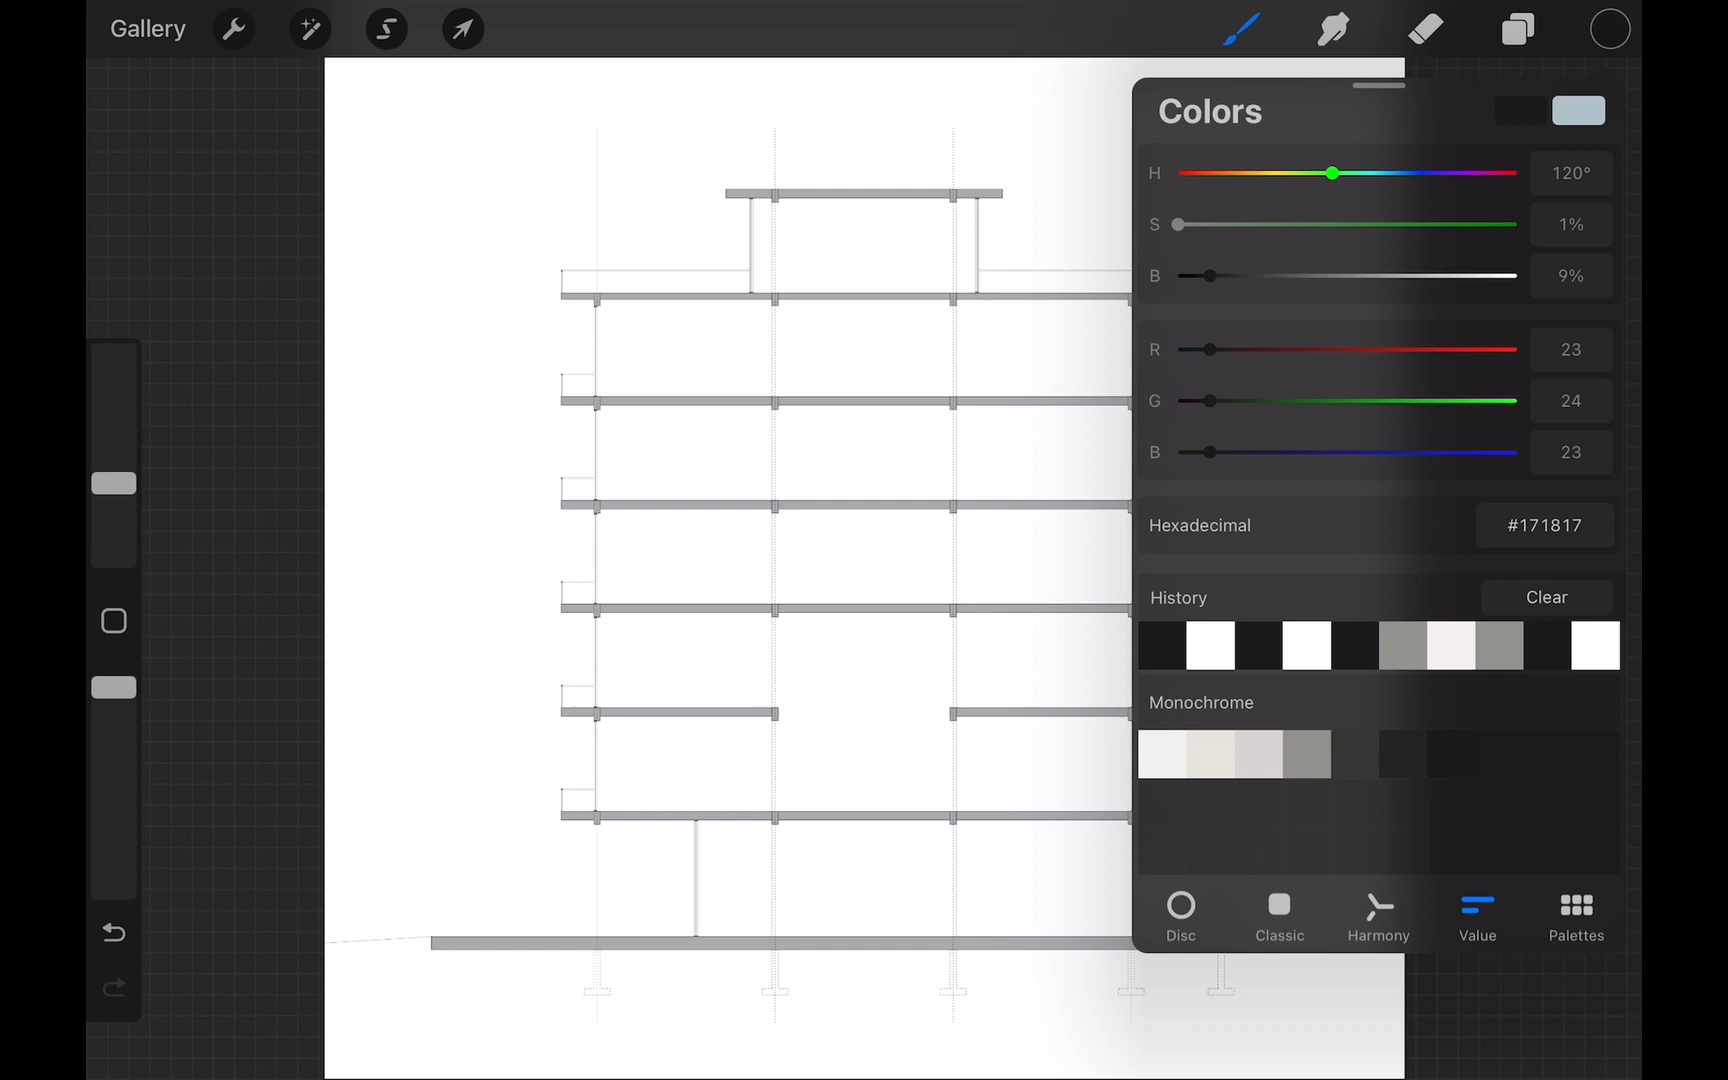 Gallery
Colors
H 120°
S 1%
B 9%
R 23
G 24
B 23
Hexadecimal #171817
History Clear
Monochrome
Disc Classic Harmony Value Palettes